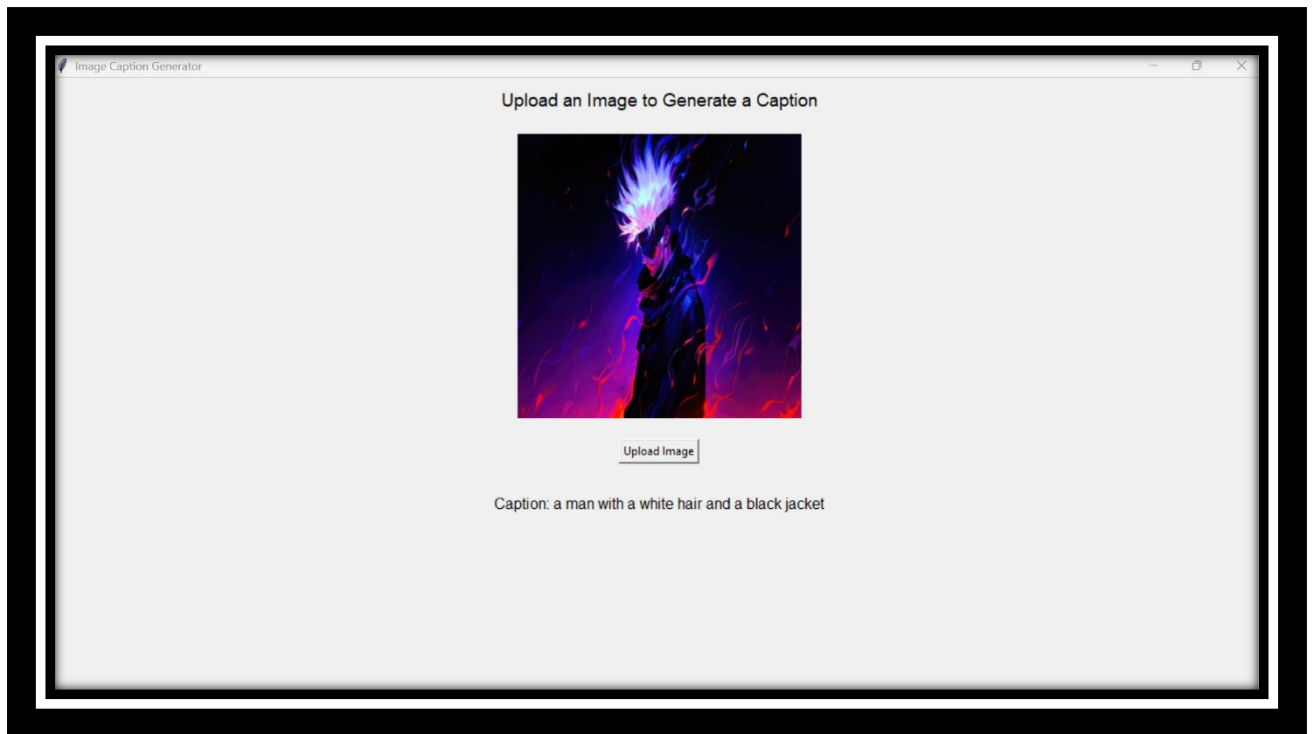 Image Caption Generator
Upload an Image to Generate a Caption
Upload Image
Caption: a man with a white hair and a black jacket